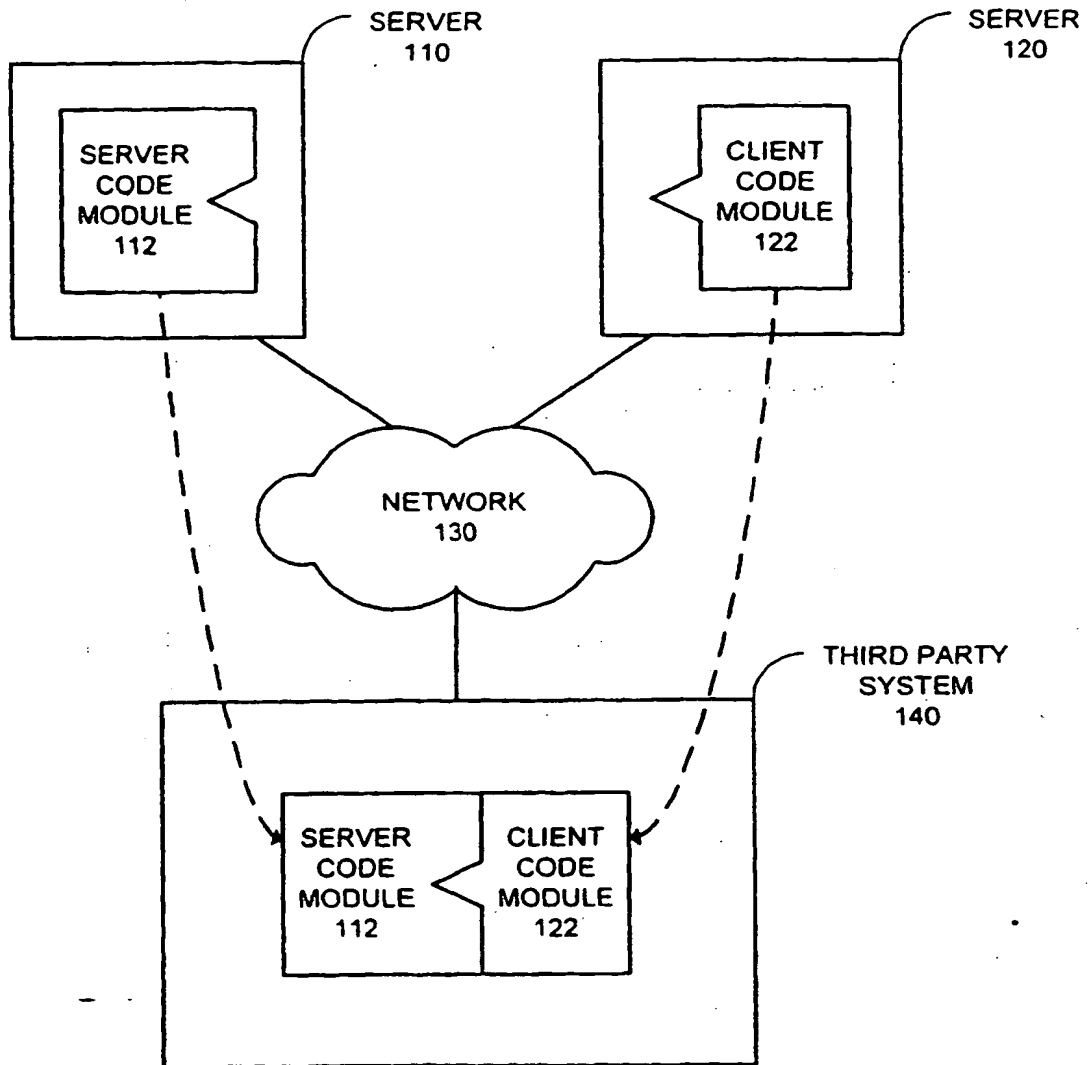 SERVER
110
SERVER
120
SERVER
CODE
MODULE
112
CLIENT
CODE
MODULE
122
NETWORK
130
THIRD PARTY
SYSTEM
140
SERVER
CODE
MODULE
112
CLIENT
CODE
MODULE
122